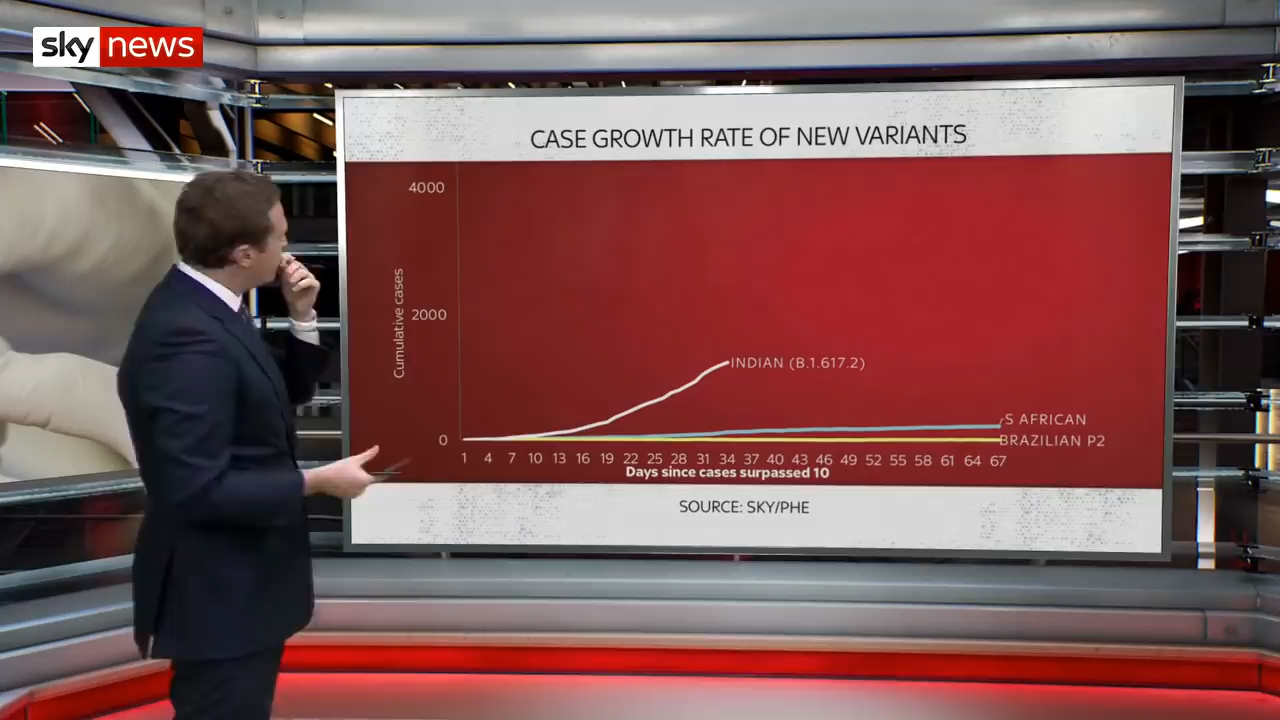 sky news
CASE GROWTH RATE OF NEW VARIANTS
4000
2000
0
Cumulative cases
INDIAN (B.1.617.2)
S AFRICAN
BRAZILIAN P2
1 4 7 10 13 16 19 22 25 28 31 34 37 40 43 46 49 52 55 58 61 64 67
Days since cases surpassed 10
SOURCE: SKY/PHE